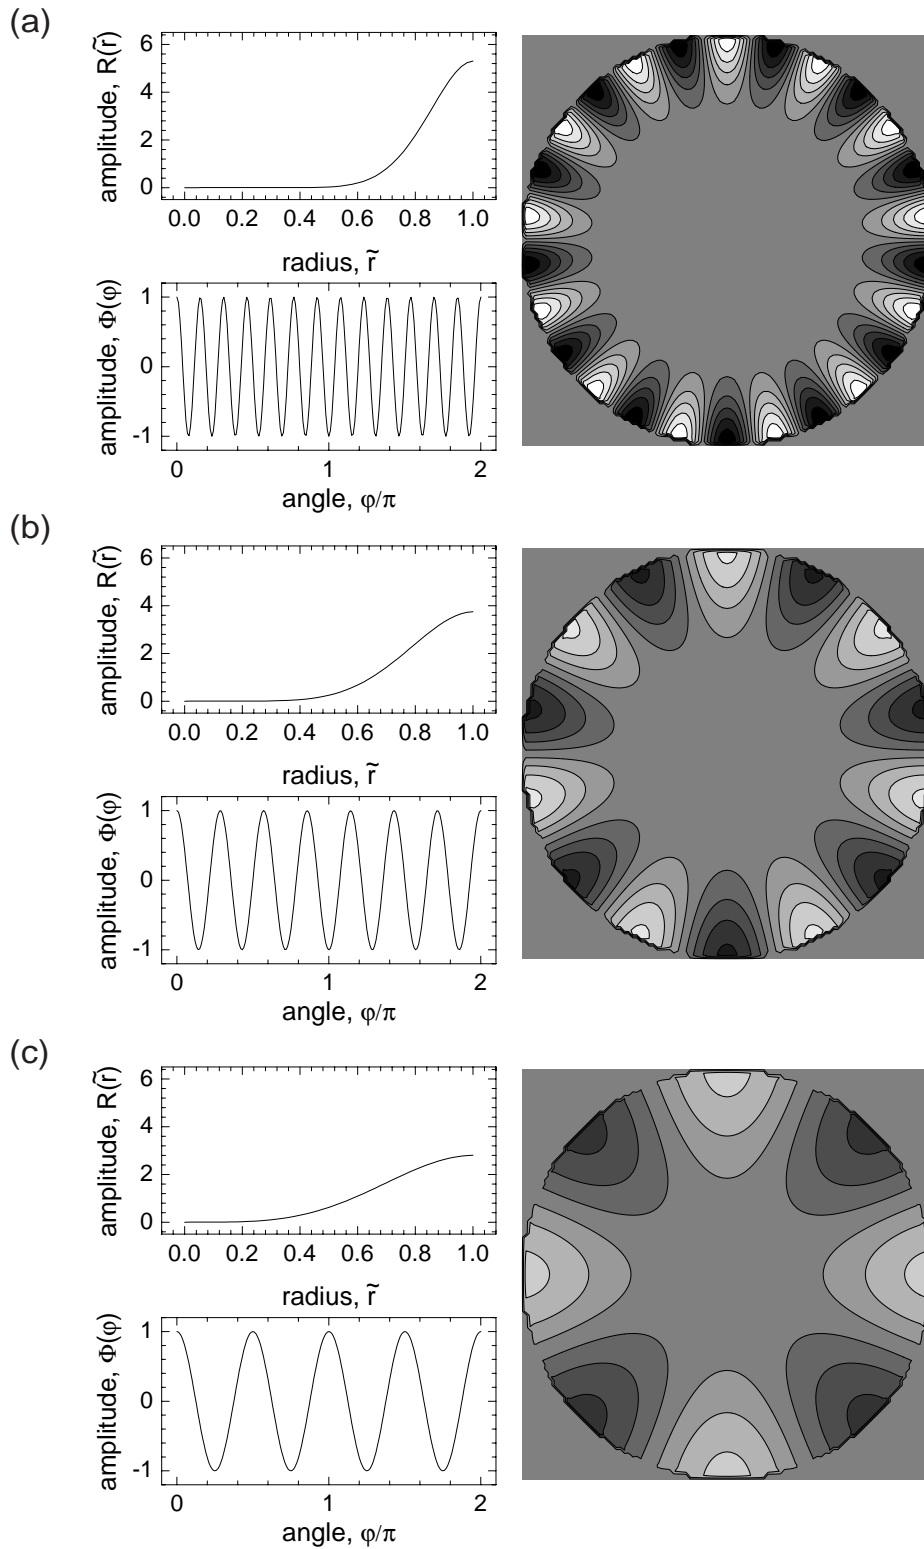 (a)
amplitude, R(r̃)
6
4
2
0
0.0 0.2 0.4 0.6 0.8 1.0
radius, r̃
amplitude, Φ(φ)
1
0
-1
0 1 2
angle, φ/π
(b)
amplitude, R(r̃)
6
4
2
0
0.0 0.2 0.4 0.6 0.8 1.0
radius, r̃
amplitude, Φ(φ)
1
0
-1
0 1 2
angle, φ/π
(c)
amplitude, R(r̃)
6
4
2
0
0.0 0.2 0.4 0.6 0.8 1.0
radius, r̃
amplitude, Φ(φ)
1
0
-1
0 1 2
angle, φ/π